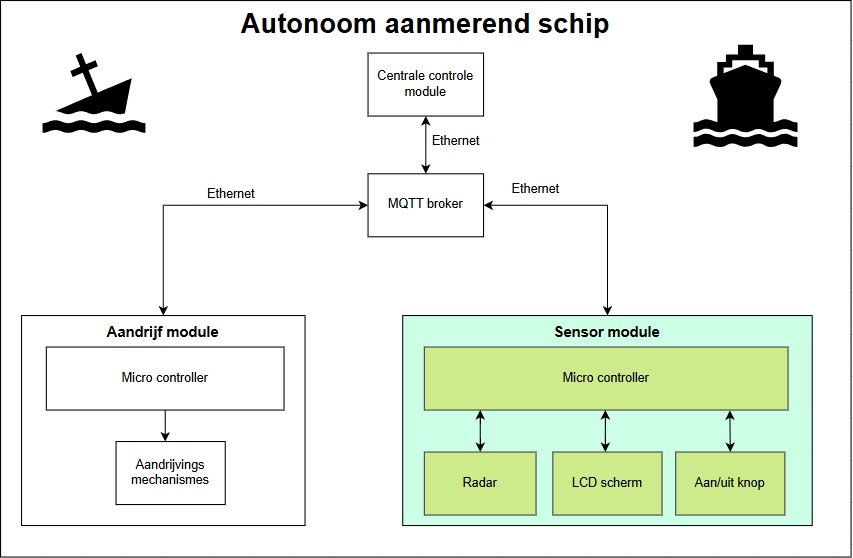 Autonoom aanmerend schip
Centrale controle
module
Ethernet
Ethernet
MQTT broker
Ethernet
Aandrijf module
Micro controller
Aandrijvings
mechanismes
Sensor module
Micro controller
Radar
LCD scherm
Aan/uit knop